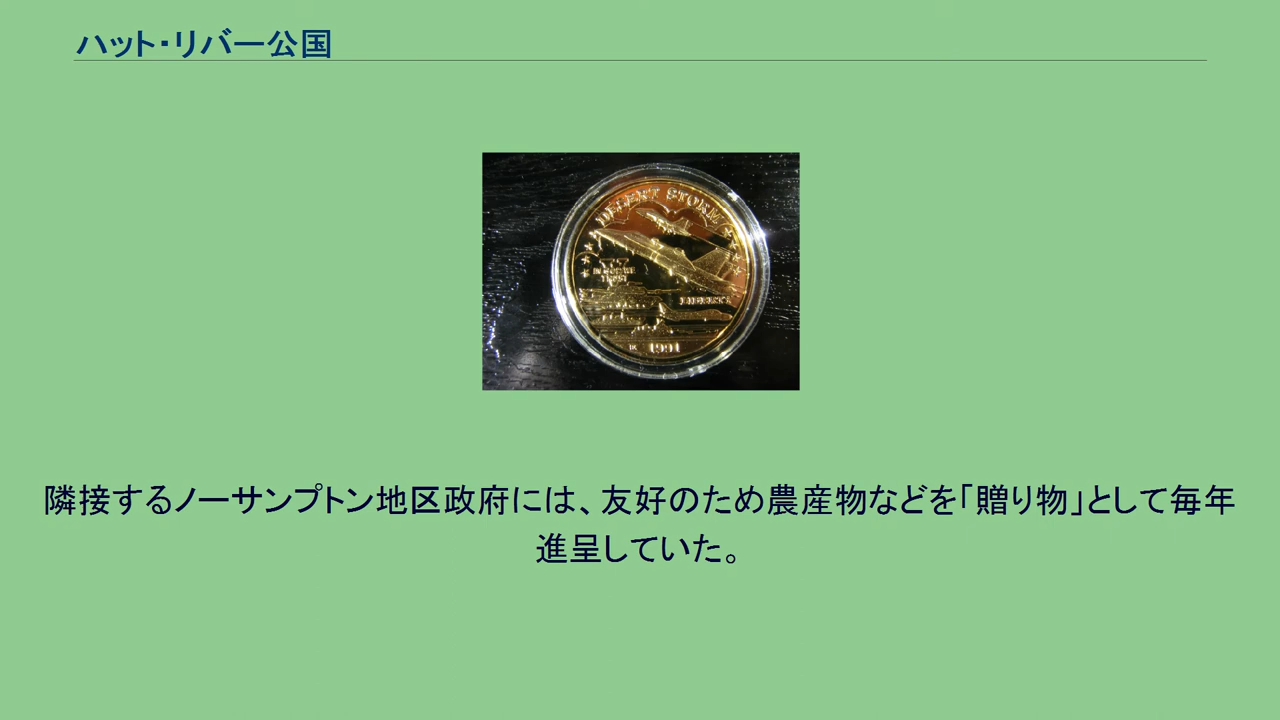 ハット・リバー公国
DESERT STORM
LIBERTY
1991
隣接するノーサンプトン地区政府には、友好のため農産物などを「贈り物」として毎年
進呈していた。